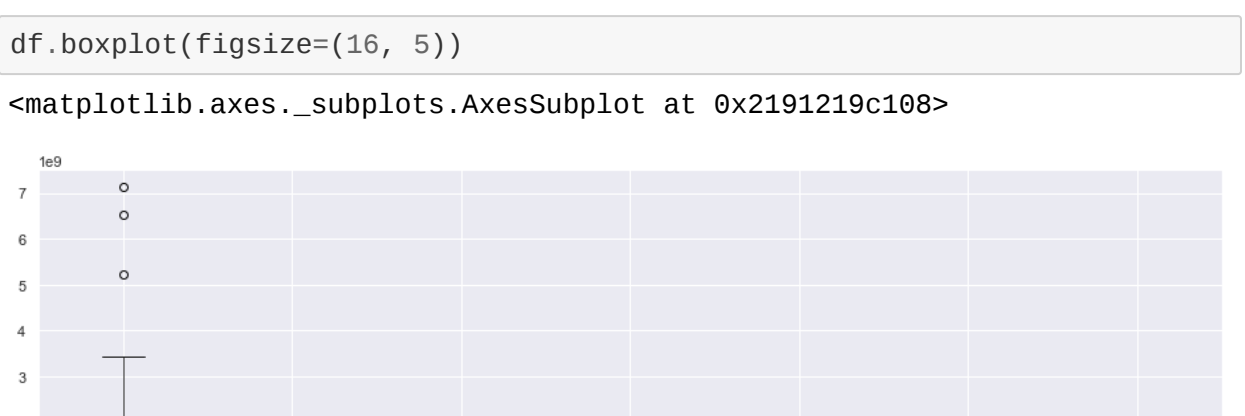 df.boxplot(figsize=(16, 5))
<matplotlib.axes._subplots.AxesSubplot at 0x2191219c108>
1e9
7
6
5
4
3